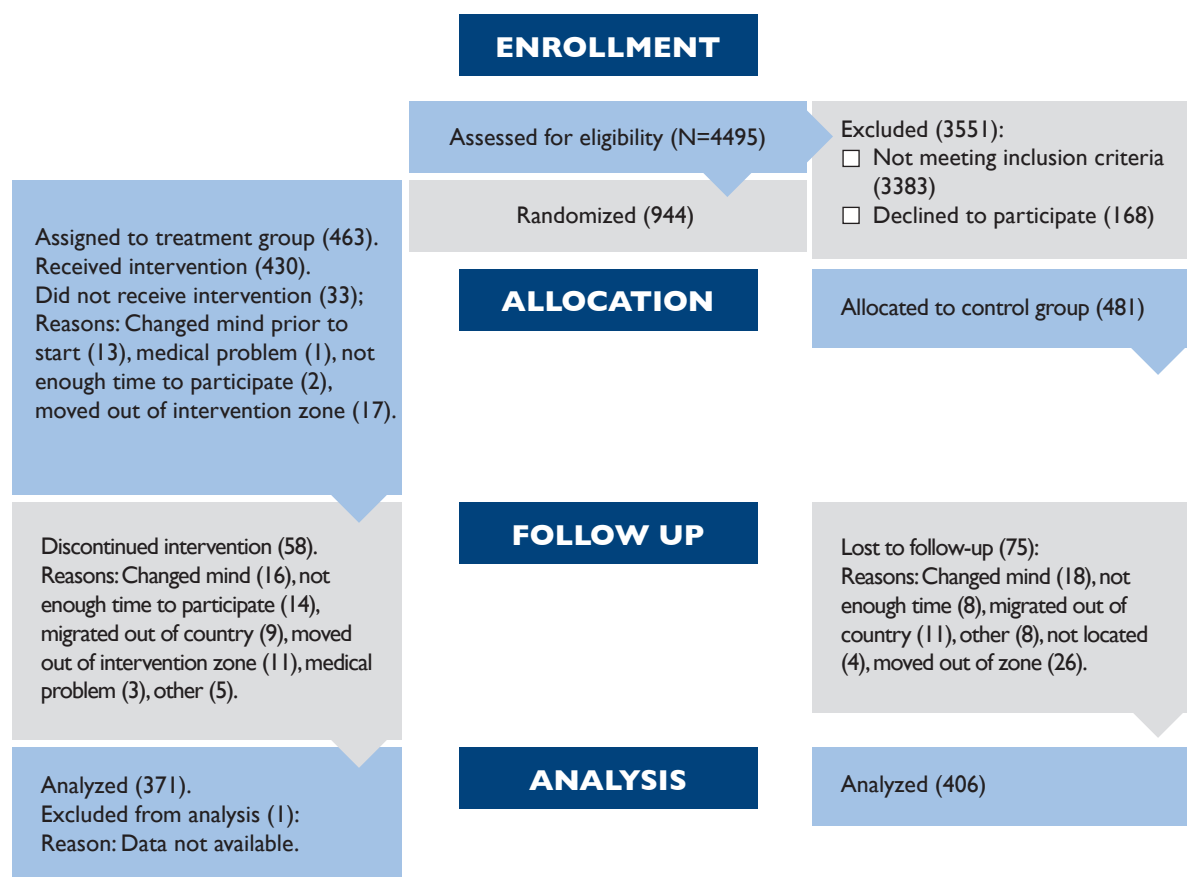 ENROLLMENT
Assessed for eligibility (N=4495)
Excluded (3551):
☐ Not meeting inclusion criteria
(3383)
☐ Declined to participate (168)
Randomized (944)
Assigned to treatment group (463).
Received intervention (430).
Did not receive intervention (33);
Reasons: Changed mind prior to
start (13), medical problem (1), not
enough time to participate (2),
moved out of intervention zone (17).
ALLOCATION
Allocated to control group (481)
Discontinued intervention (58).
Reasons: Changed mind (16), not
enough time to participate (14),
migrated out of country (9), moved
out of intervention zone (11), medical
problem (3), other (5).
FOLLOW UP
Lost to follow-up (75):
Reasons: Changed mind (18), not
enough time (8), migrated out of
country (11), other (8), not located
(4), moved out of zone (26).
Analyzed (371).
Excluded from analysis (1):
Reason: Data not available.
ANALYSIS
Analyzed (406)